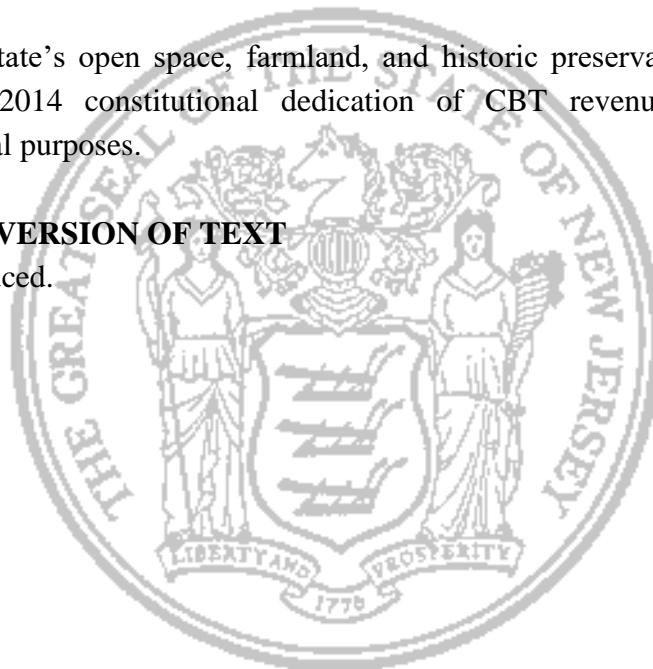 tate's open space, farmland, and historic preserva
2014 constitutional dedication of CBT revenu
al purposes.
VERSION OF TEXT
uced.
THE GREAT SEAL OF THE STATE OF NEW JERSEY
LIBERTY AND PROSPERITY
1776